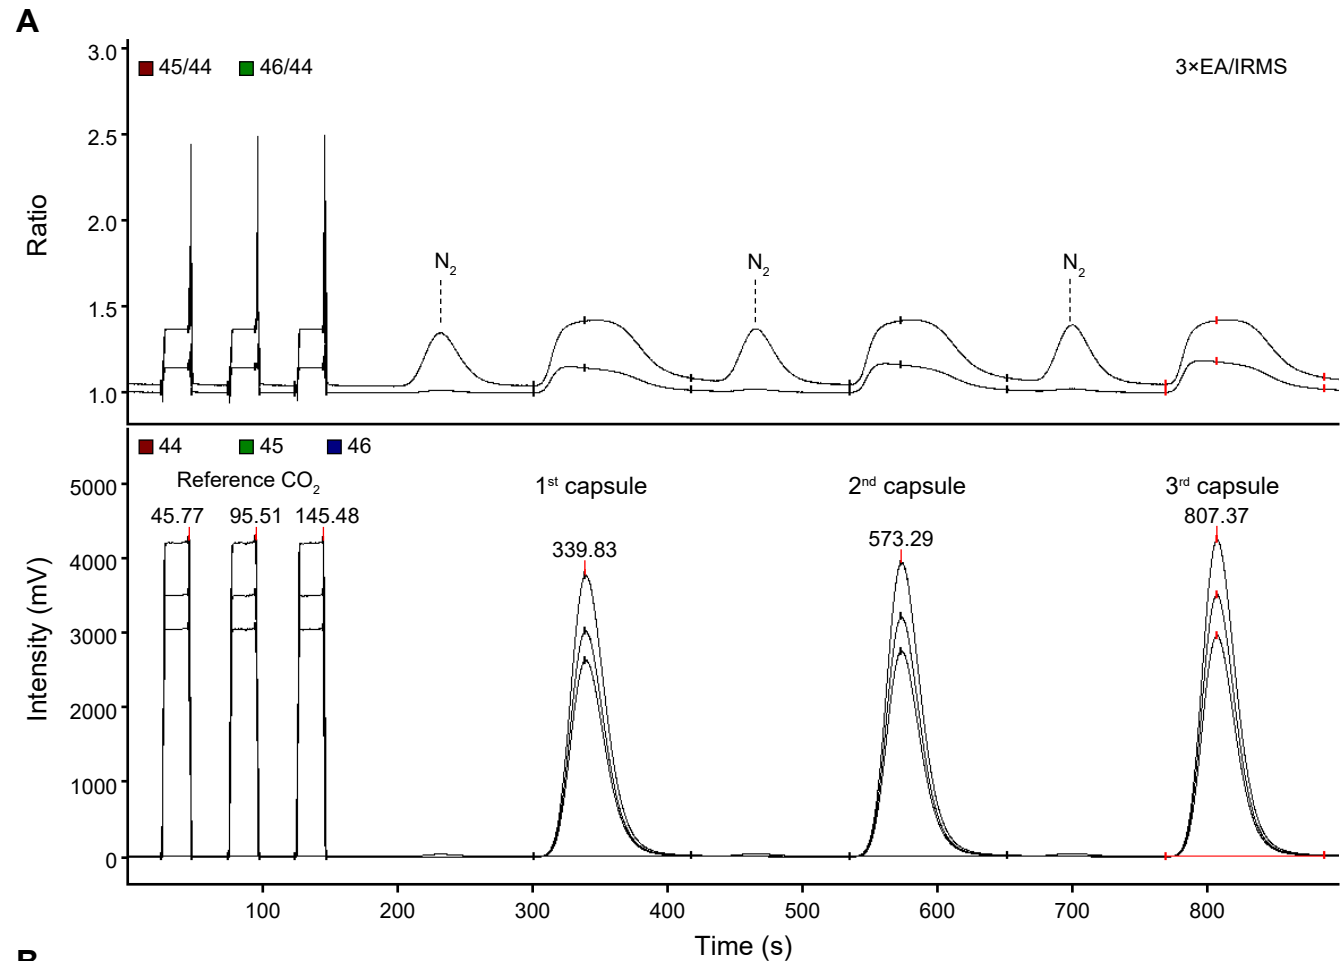 A
3.0
45/44 46/44 3×EA/IRMS
2.5
2.0
Ratio
N2 N2 N2
1.5
1.0
44 45 46
Reference CO2 1st capsule 2nd capsule 3rd capsule
5000
45.77 95.51 145.48 339.83 573.29 807.37
4000
3000
Intensity (mV)
2000
1000
0
100 200 300 400 500 600 700 800
Time (s)